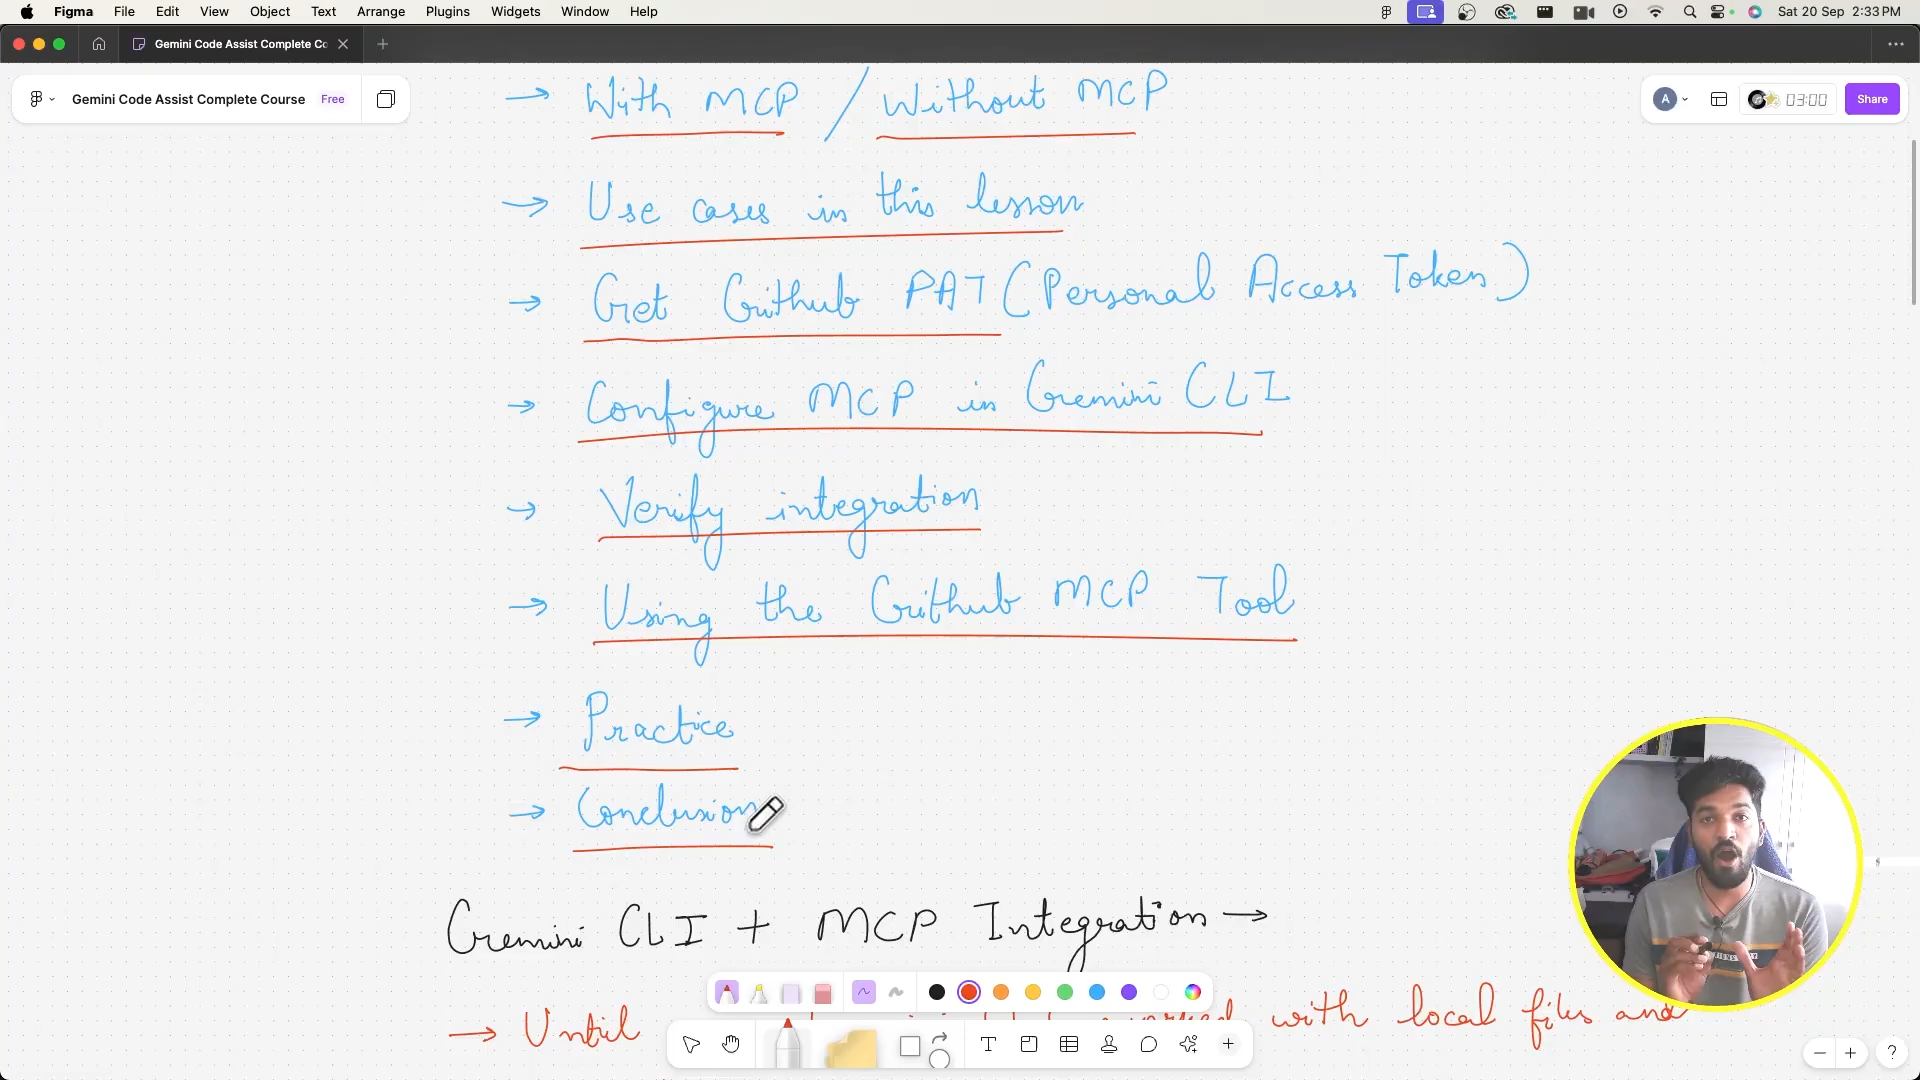 Figma File Edit View Object Text Arrange Plugins Widgets Window Help Sat 20 Sep 2:33 PM
Gemini Code Assist Complete Co
Gemini Code Assist Complete Course Free A 03:00 Share
→ With MCP / Without MCP
→ Use cases in this lesson
→ Get Github PAT (Personal Access Token)
→ Configure MCP in Gemini CLI
→ Verify integration
→ Using the Github MCP Tool
→ Practice
→ Conclusion
Gemini CLI + MCP Integration →
→ Until worked with local files and